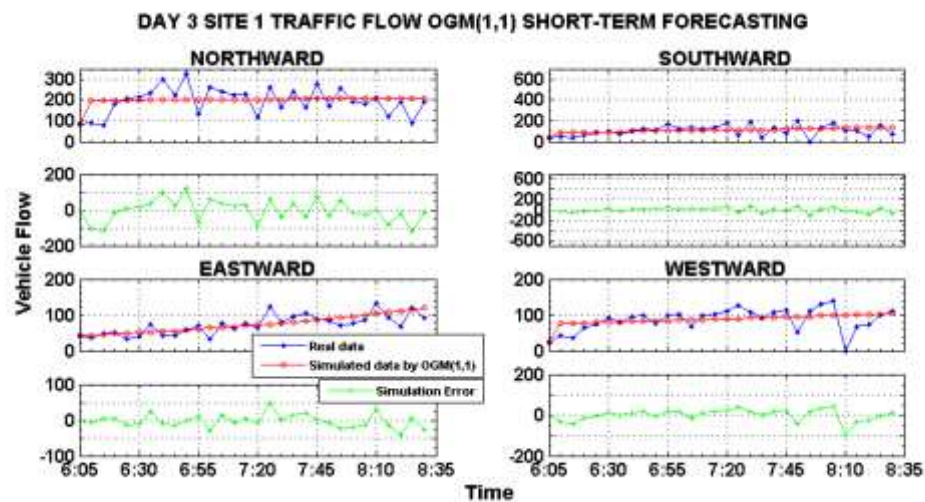 DAY 3 SITE 1 TRAFFIC FLOW OGM(1,1) SHORT-TERM FORECASTING
NORTHWARD
SOUTHWARD
300
200
100
0
600
400
200
0
200
0
-200
600
200
-200
-600
Vehicle Flow
EASTWARD
WESTWARD
200
100
0
200
100
0
Real data
Simulated data by OGM(1,1)
Simulation Error
100
0
-100
200
0
-200
6:05 6:30 6:55 7:20 7:45 8:10 8:35
6:05 6:30 6:55 7:20 7:45 8:10 8:35
Time